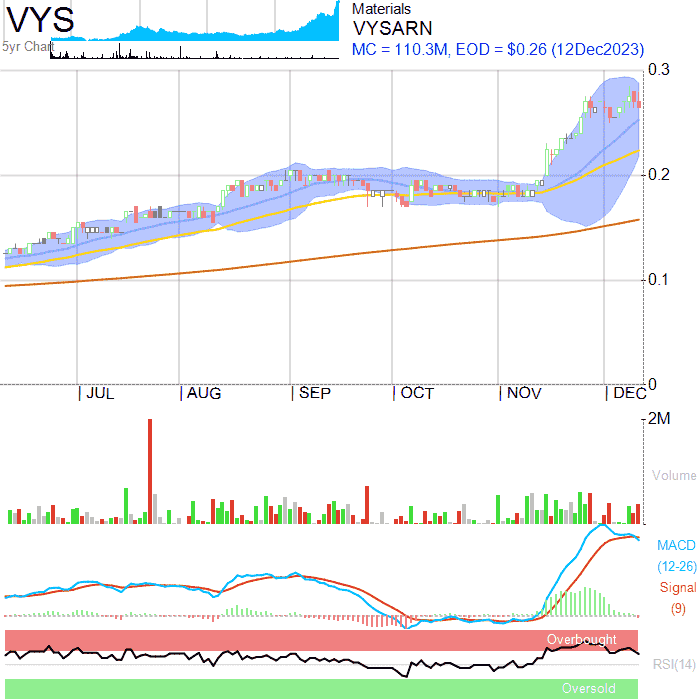 VYS
5yr Chart
Materials
VYSARN
MC = 110.3M, EOD = $0.26 (12Dec2023)
0.3
0.2
0.1
0
| JUL | AUG | SEP | OCT | NOV | DEC
2M
Volume
MACD
(12-26)
Signal
(9)
Overbought
RSI(14)
Oversold